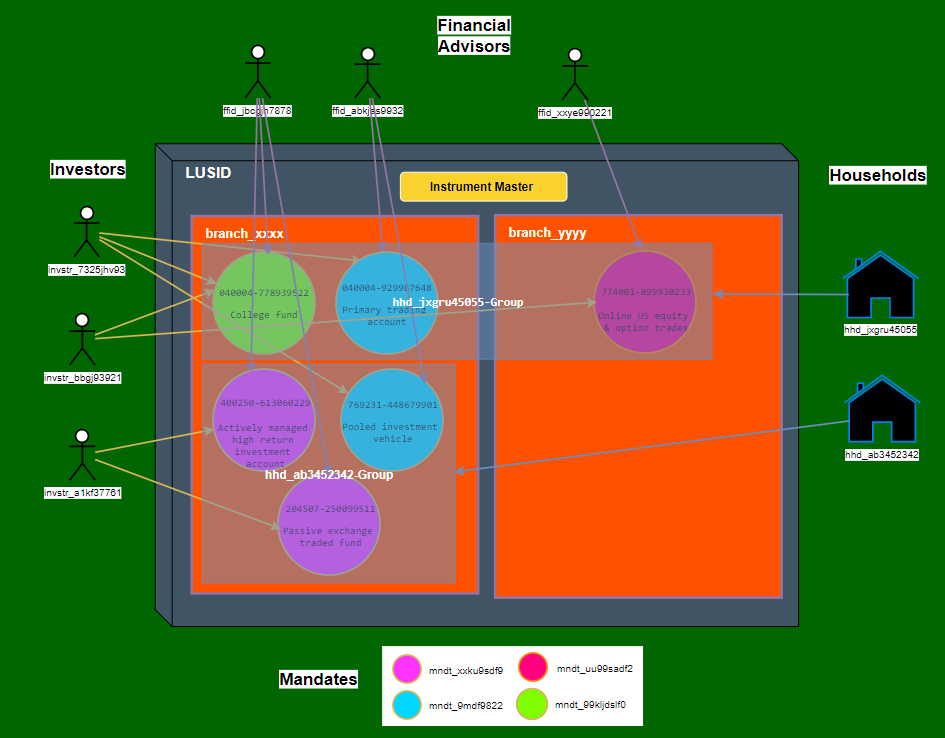 Financial
Advisors
ffid_abkjss9932
ffid_xxye990221
Investors
LUSID
Instrument Master
Households
branch_xxxx
branch_yyyy
invstr_7325jhv93
040004-778939522
College fund
040004-929987648
Primary trading
account
hhd_jxgru45055-Group
774001-899930233
Online US equity
& option trades
hhd_jxgru45055
invstr_bbgj93921
400250-613060229
Actively managed
high return
investment
account
769231-448679901
Pooled investment
vehicle
hhd_ab3452342
hhd_ab3452342-Group
invstr_a1kf37761
204507-250099511
Passive exchange
traded fund
Mandates
mndt_xxku9sdf9
mndt_uu99sadf2
mndt_9mdf9822
mndt_99kljdslf0